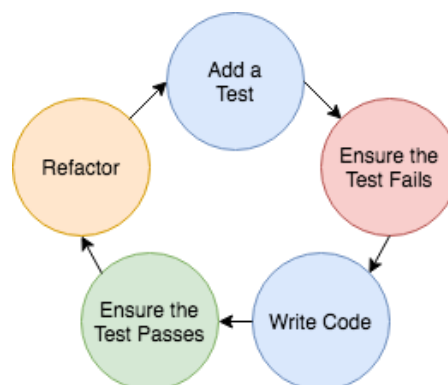 Add a
Test
Ensure the
Test Fails
Write Code
Ensure the
Test Passes
Refactor